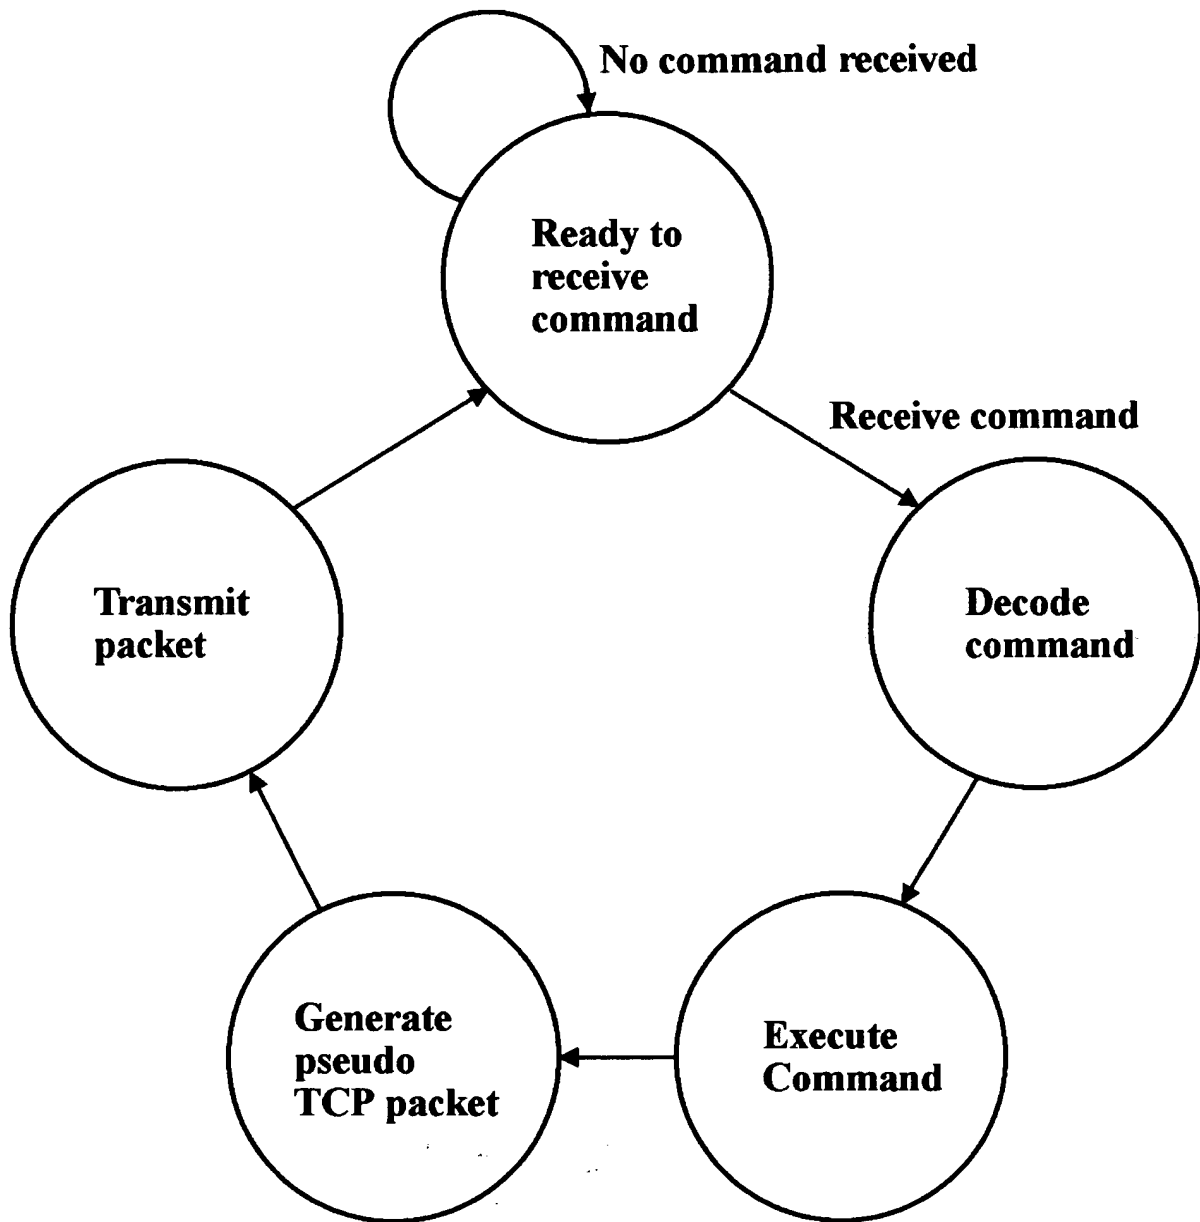 No command received
Ready to
receive
command
Receive command
Transmit
packet
Decode
command
Generate
pseudo
TCP packet
Execute
Command